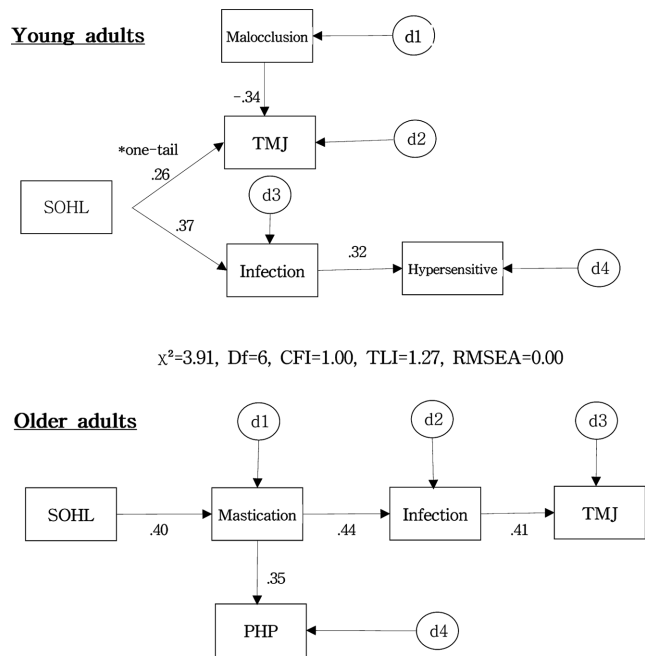 Young adults
Malocclusion
d1
-.34
*one-tail
TMJ
d2
.26
d3
SOHL
.37
Infection
.32
Hypersensitive
d4
χ²=3.91, Df=6, CFI=1.00, TLI=1.27, RMSEA=0.00
Older adults
d1
d2
d3
SOHL
.40
Mastication
.44
Infection
.41
TMJ
.35
PHP
d4